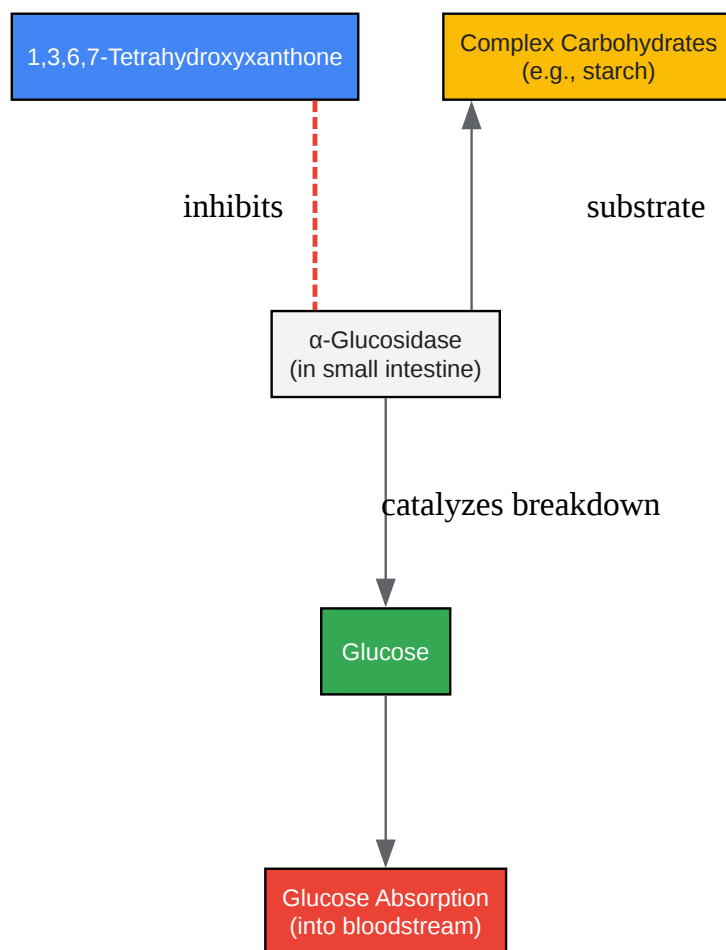 1,3,6,7-Tetrahydroxyxanthone
Complex Carbohydrates
(e.g., starch)
inhibits
substrate
α-Glucosidase
(in small intestine)
catalyzes breakdown
Glucose
Glucose Absorption
(into bloodstream)